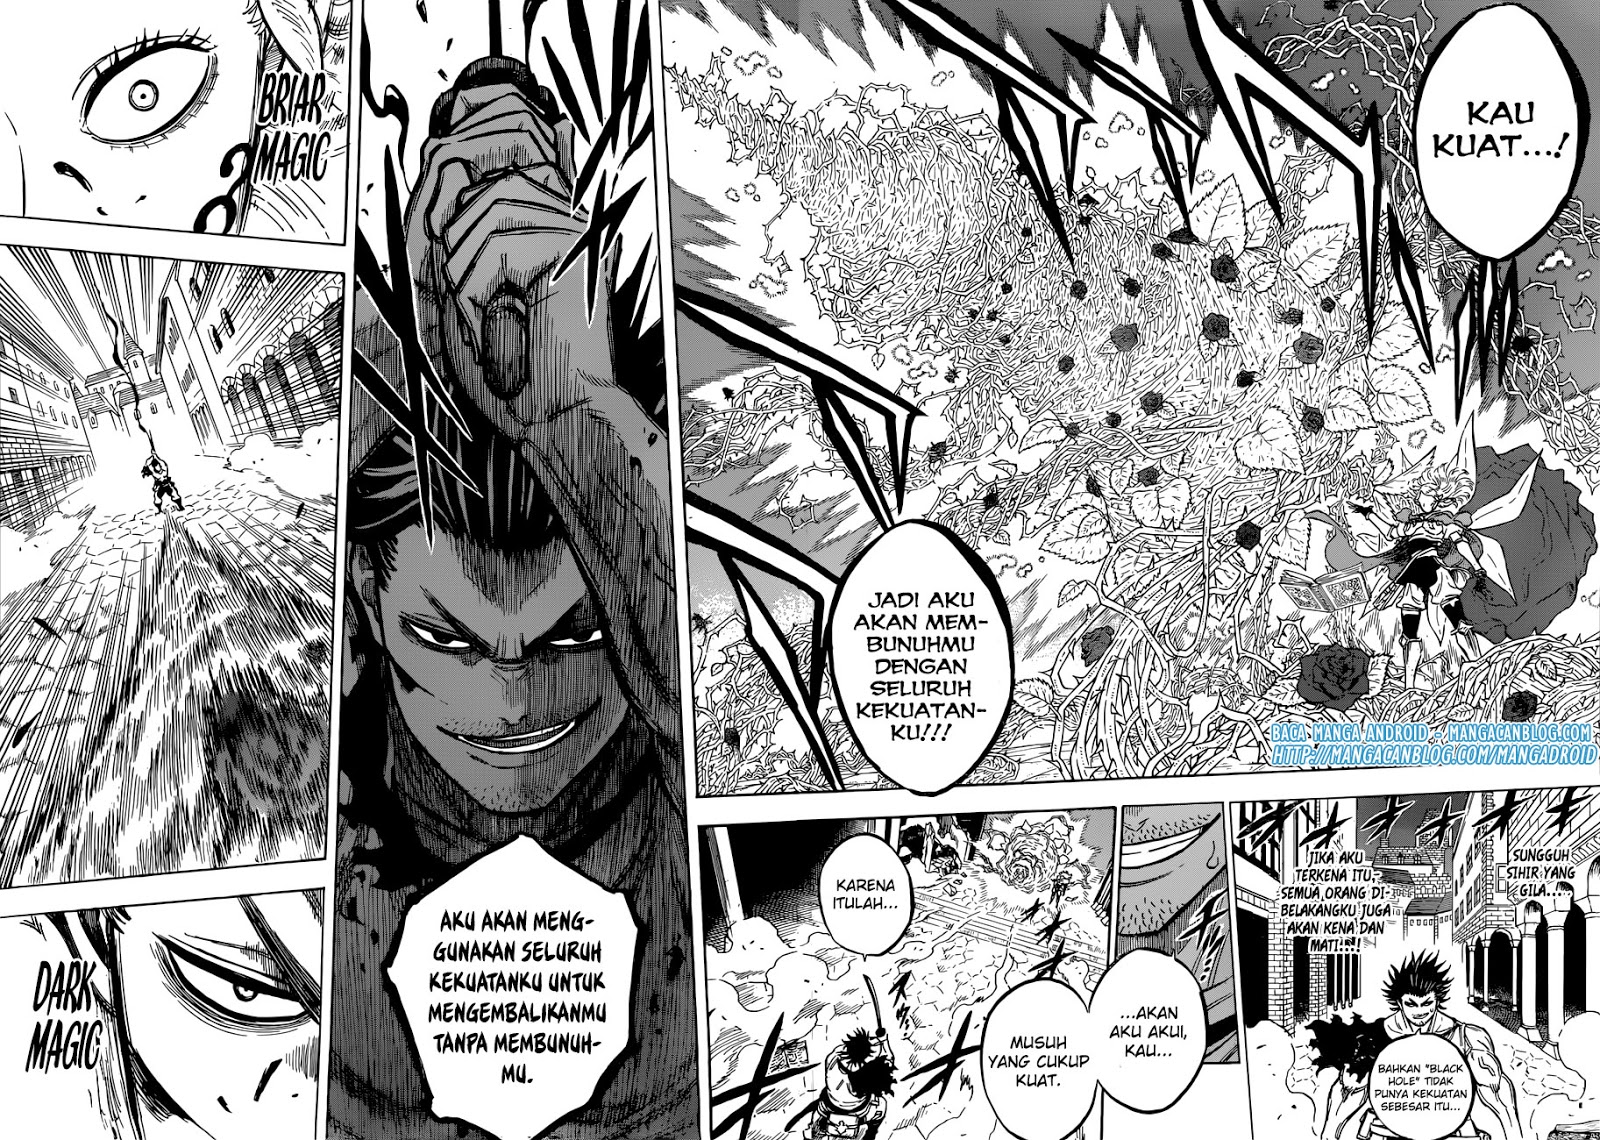 KAU
KUAT...!
JADI AKU
AKAN MEM-
BUNUHMU
DENGAN
SELURUH
KEKUATAN-
KU!!!
BACA MANGA ANDROID - MANGACANBLOG.COM
HTTP://MANGACANBLOG.COM/MANGADROID
SUNGGUH
SIHIR YANG
GILA...
JIKA AKU
TERKENA ITU,
SEMUA ORANG DI-
BELAKANGKU JUGA
AKAN KENA DAN
MATI...!
BAHKAN "BLACK
HOLE" TIDAK
PUNYA KEKUATAN
SEBESAR ITU...
...AKAN
AKU AKUI,
KAU...
MUSUH
YANG CUKUP
KUAT.
KARENA
ITULAH...
AKU AKAN MENG-
GUNAKAN SELURUH
KEKUATANKU UNTUK
MENGEMBALIKANMU
TANPA MEMBUNUH-
MU.
BRIAR
MAGIC
DARK
MAGIC